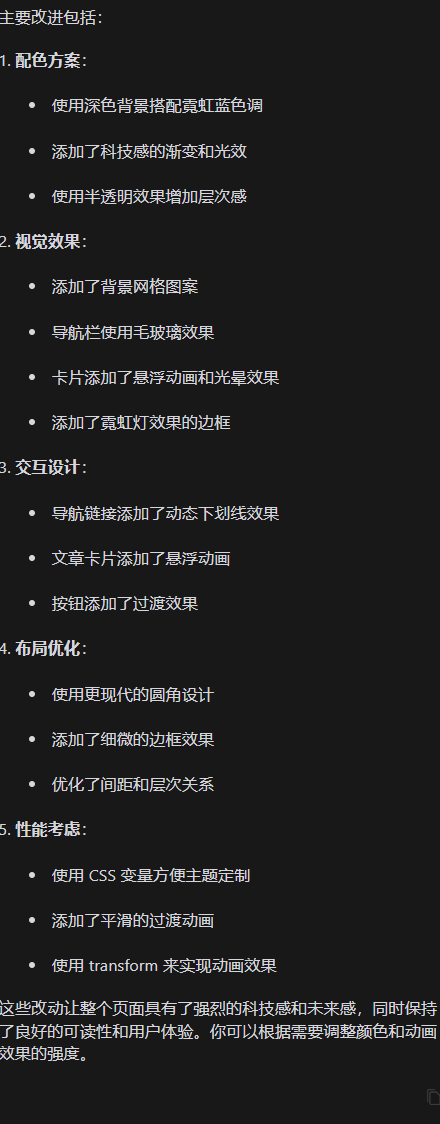 主要改进包括：
1. 配色方案：
• 使用深色背景搭配霓虹蓝色调
• 添加了科技感的渐变和光效
• 使用半透明效果增加层次感
2. 视觉效果：
• 添加了背景网格图案
• 导航栏使用毛玻璃效果
• 卡片添加了悬浮动画和光晕效果
• 添加了霓虹灯效果的边框
3. 交互设计：
• 导航链接添加了动态下划线效果
• 文章卡片添加了悬浮动画
• 按钮添加了过渡效果
4. 布局优化：
• 使用更现代的圆角设计
• 添加了细微的边框效果
• 优化了间距和层次关系
5. 性能考虑：
• 使用 CSS 变量方便主题定制
• 添加了平滑的过渡动画
• 使用 transform 来实现动画效果
这些改动让整个页面具有了强烈的科技感和未来感，同时保持
了良好的可读性和用户体验。你可以根据需要调整颜色和动画
效果的强度。